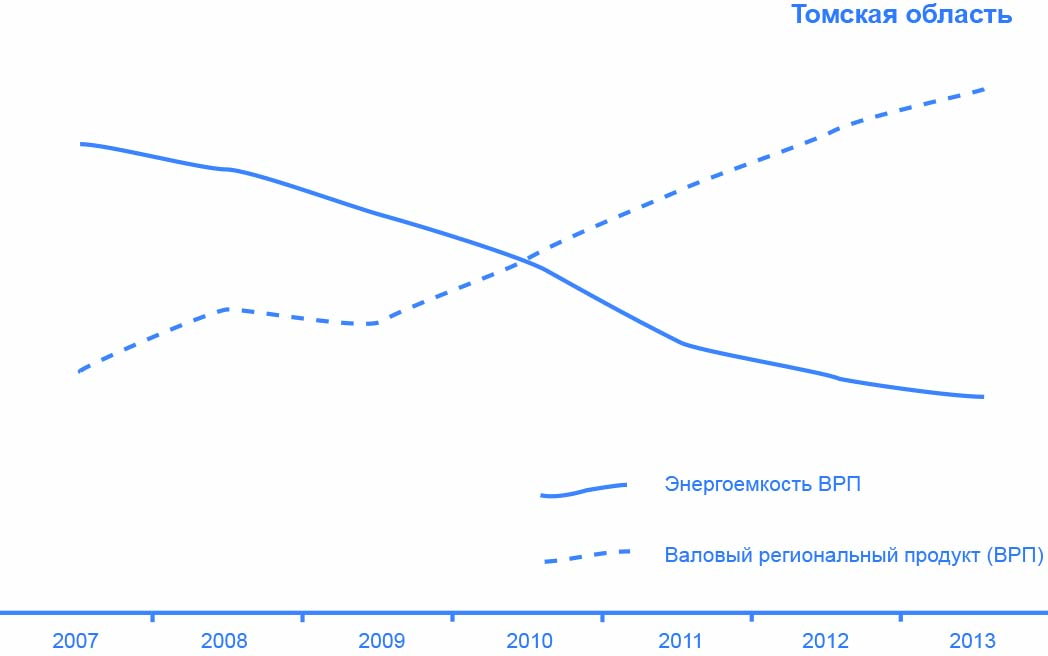 Томская область
Энергоемкость ВРП
Валовый региональный продукт (ВРП)
2007 2008 2009 2010 2011 2012 2013